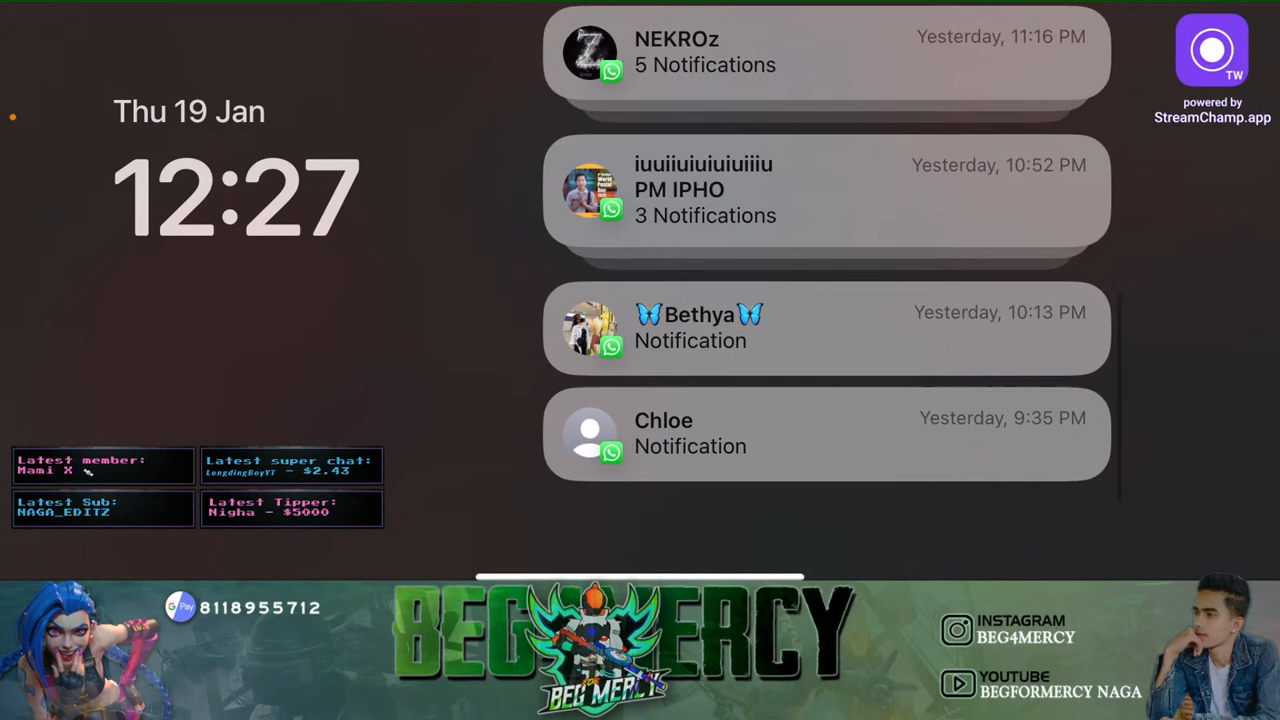 Thu 19 Jan
12:27
NEKROz
Yesterday, 11:16 PM
5 Notifications
iuuiiuiuiuiuiiiu
PM IPHO
Yesterday, 10:52 PM
3 Notifications
🦋Bethya🦋
Yesterday, 10:13 PM
Notification
Chloe
Yesterday, 9:35 PM
Notification
TW
powered by
StreamChamp.app
Latest member:
Mami X
Latest super chat:
LongdingBoyYT - $2.43
Latest Sub:
NAGA_EDITZ
Latest Tipper:
Nigha - $5000
G Pay 8118955712
BEG4MERCY
BEG MERCY
INSTAGRAM
BEG4MERCY
YOUTUBE
BEGFORMERCY NAGA